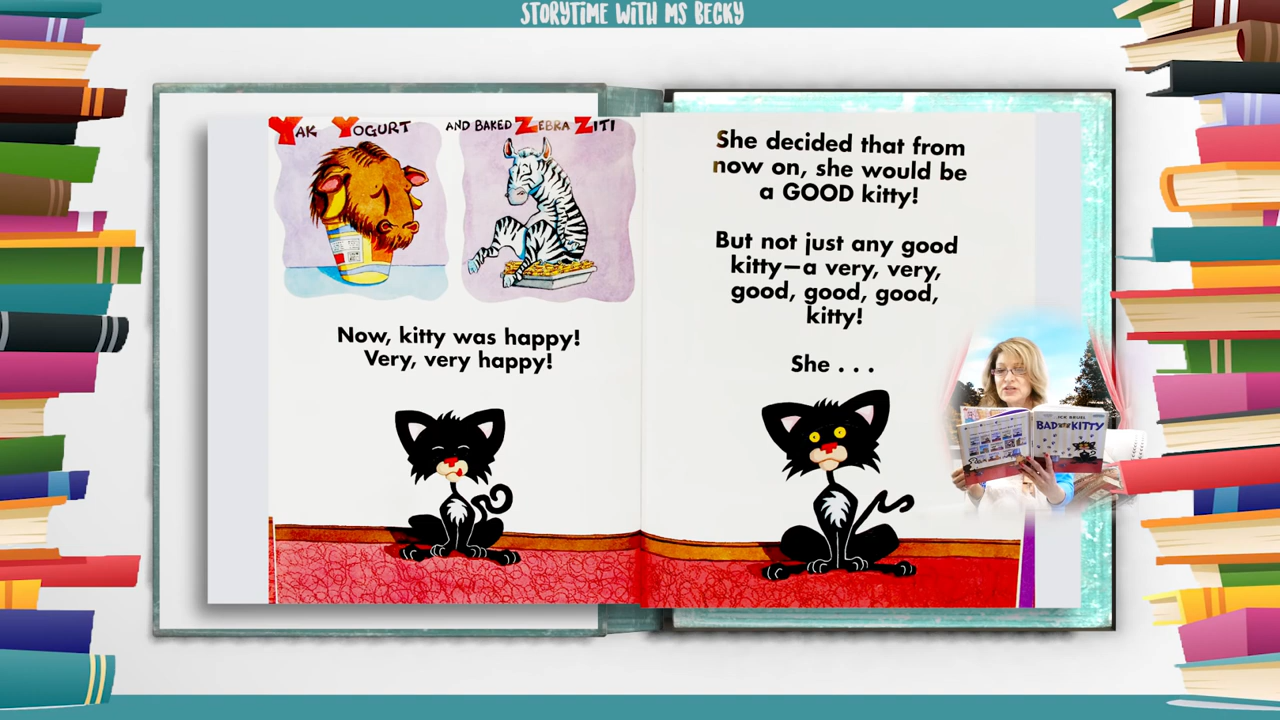 STORYTIME WITH MS BECKY
YAK YOGURT
AND BAKED ZEBRA ZITI
Now, kitty was happy!
Very, very happy!
She decided that from
now on, she would be
a GOOD kitty!
But not just any good
kitty—a very, very,
good, good, good,
kitty!
She . . .
NICK BRUEL
BAD KITTY